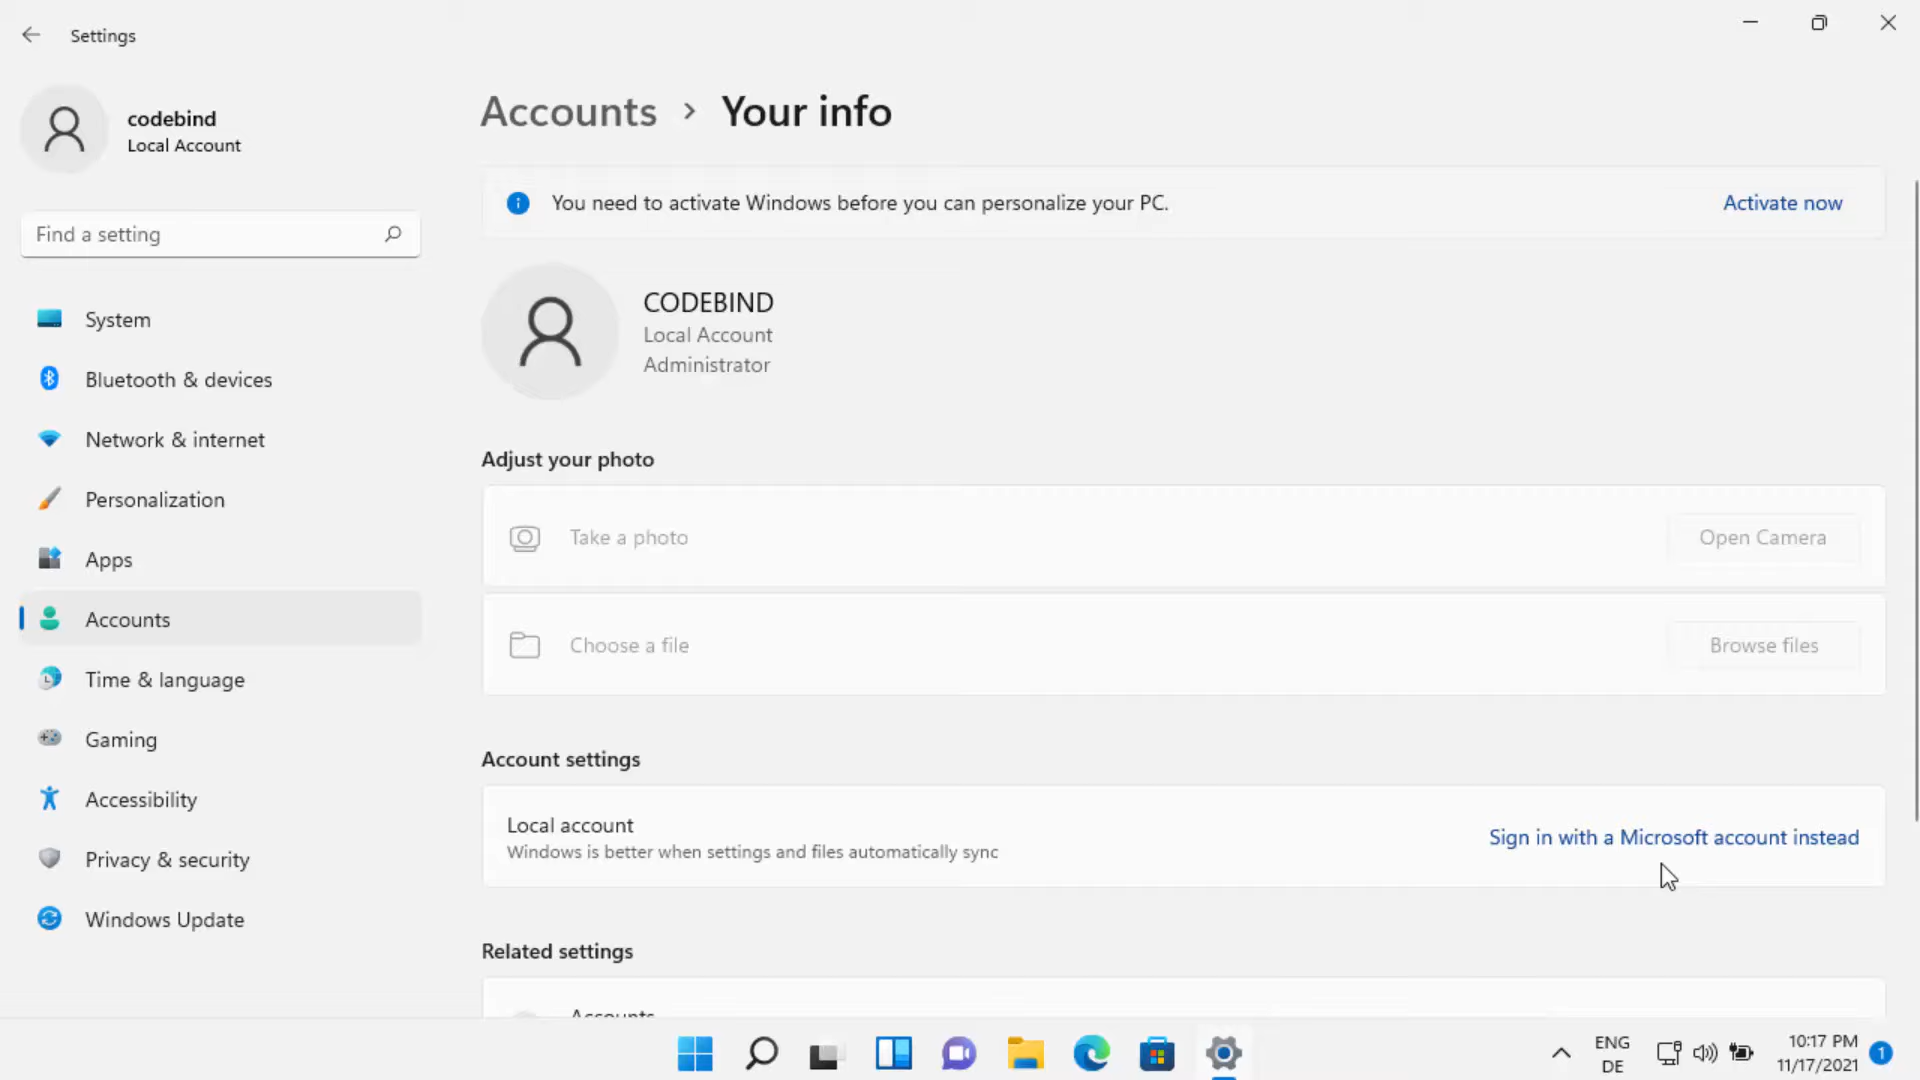 Settings
codebind
Local Account
Find a setting
System
Bluetooth & devices
Network & internet
Personalization
Apps
Accounts
Time & language
Gaming
Accessibility
Privacy & security
Windows Update
Accounts > Your info
You need to activate Windows before you can personalize your PC.
Activate now
CODEBIND
Local Account
Administrator
Adjust your photo
Take a photo
Open Camera
Choose a file
Browse files
Account settings
Local account
Windows is better when settings and files automatically sync
Sign in with a Microsoft account instead
Related settings
Accounts
ENG
DE
10:17 PM
11/17/2021
1